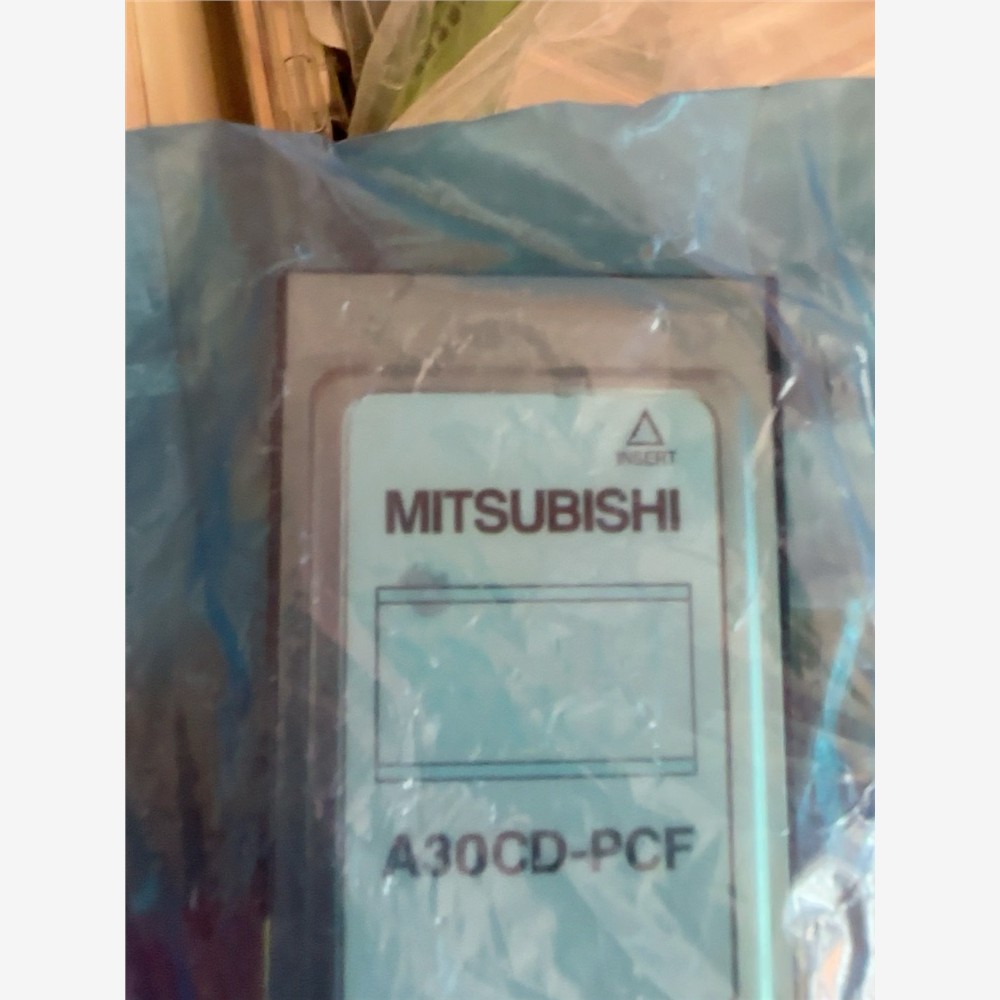 INSERT
MITSUBISHI
A30CD-PCF